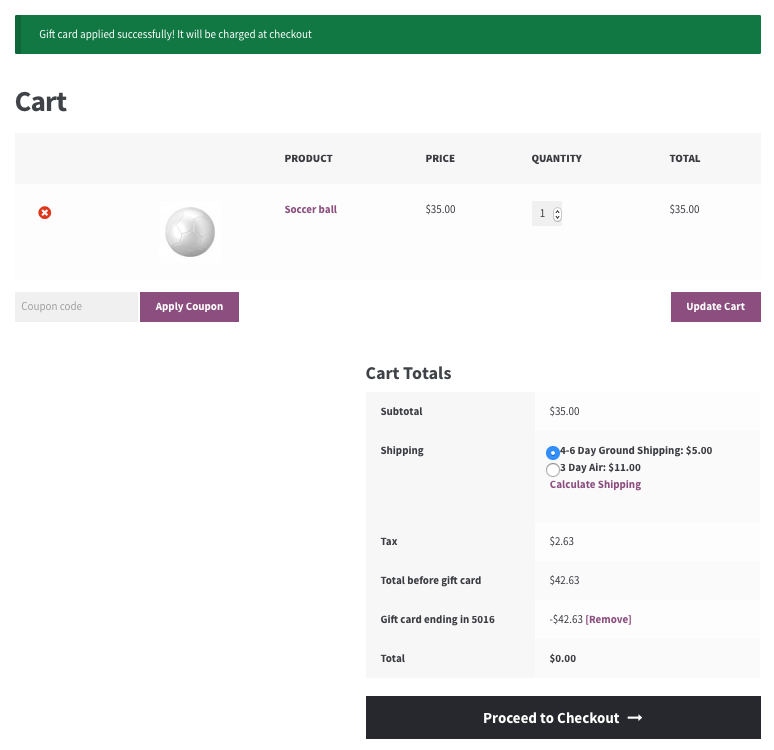 Gift card applied successfully! It will be charged at checkout
Cart
PRODUCT PRICE QUANTITY TOTAL
Soccer ball $35.00 1 $35.00
Coupon code Apply Coupon Update Cart
Cart Totals
Subtotal $35.00
Shipping 4-6 Day Ground Shipping: $5.00
3 Day Air: $11.00
Calculate Shipping
Tax $2.63
Total before gift card $42.63
Gift card ending in 5016 -$42.63 [Remove]
Total $0.00
Proceed to Checkout →